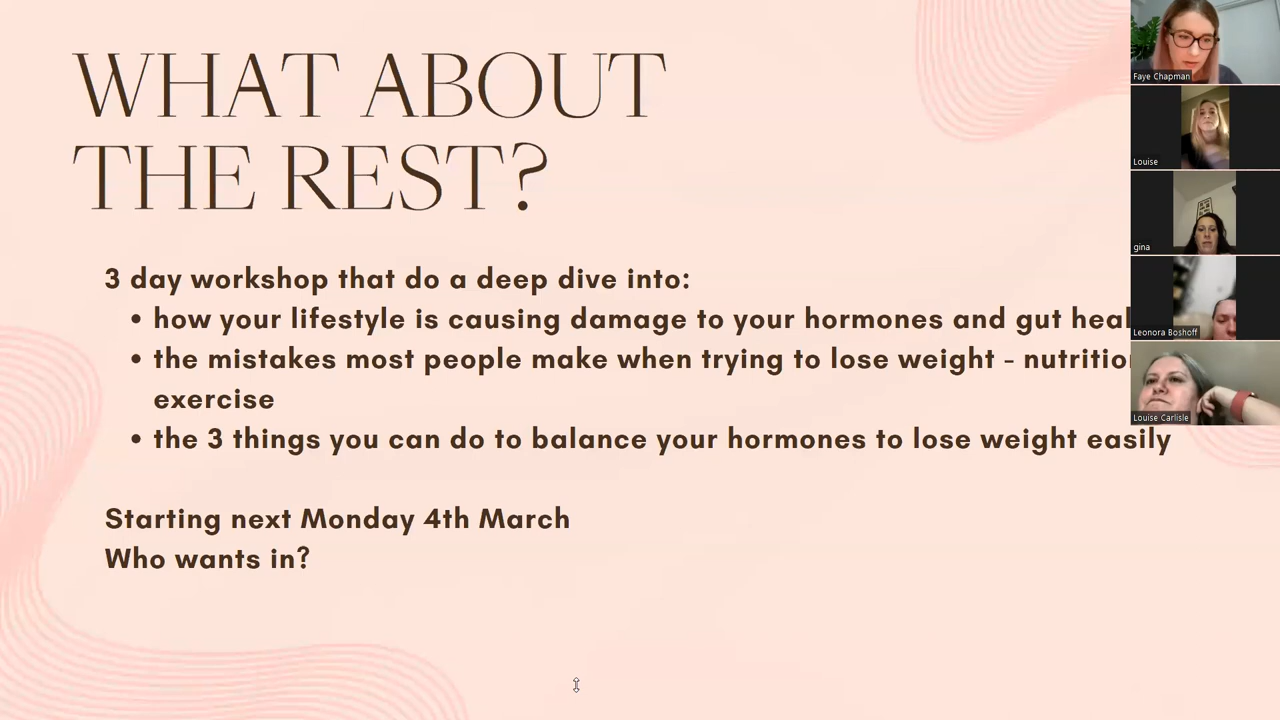 WHAT ABOUT
THE REST?
3 day workshop that do a deep dive into:
• how your lifestyle is causing damage to your hormones and gut
• the mistakes most people make when trying to lose weight - nutrition
exercise
• the 3 things you can do to balance your hormones to lose weight easily
Starting next Monday 4th March
Who wants in?
Faye Chapman
Louise
gina
Leonora Boshoff
Louise Carlisle